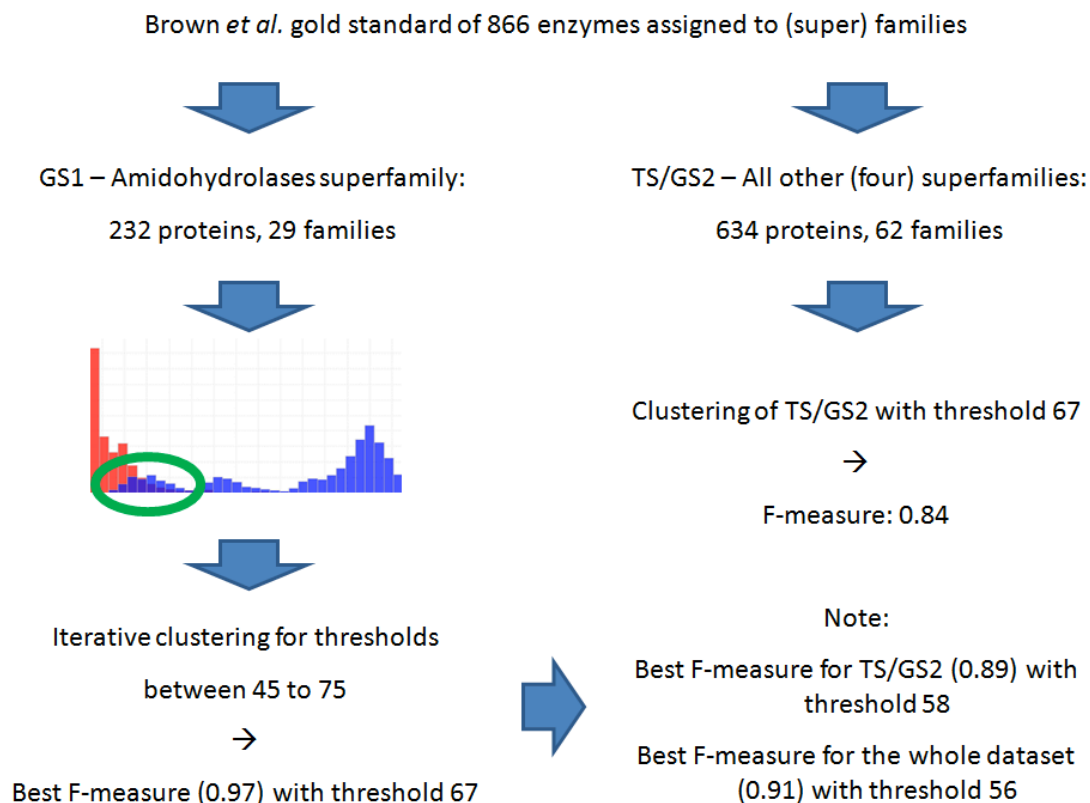 Brown et al. gold standard of 866 enzymes assigned to (super) families
GS1 – Amidohydrolases superfamily:
232 proteins, 29 families
TS/GS2 – All other (four) superfamilies:
634 proteins, 62 families
Clustering of TS/GS2 with threshold 67
→
F-measure: 0.84
Iterative clustering for thresholds
between 45 to 75
→
Best F-measure (0.97) with threshold 67
Note:
Best F-measure for TS/GS2 (0.89) with
threshold 58
Best F-measure for the whole dataset
(0.91) with threshold 56